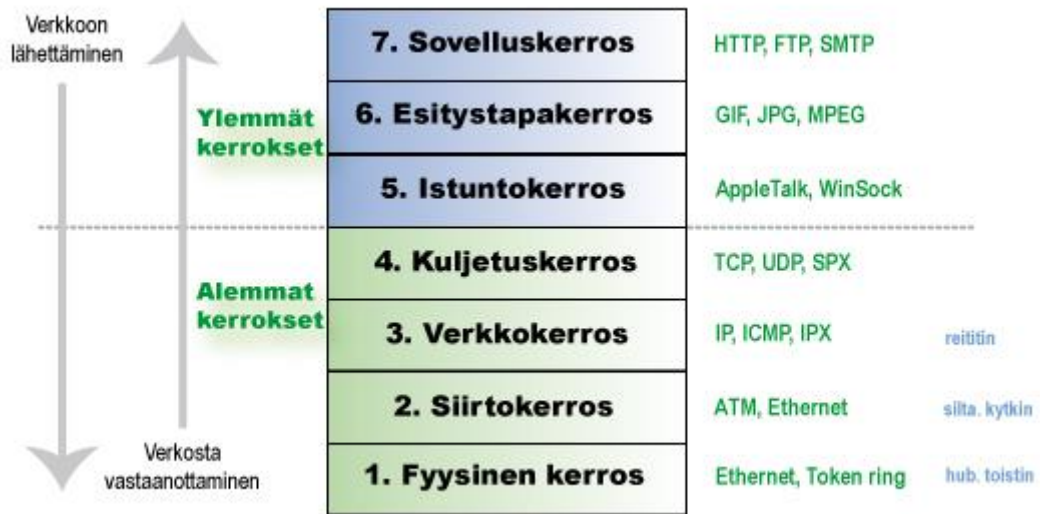 Verkkoon
lähettäminen
7. Sovelluskerros
HTTP, FTP, SMTP
Ylemmät
kerrokset
6. Esitystapakerros
GIF, JPG, MPEG
5. Istuntokerros
AppleTalk, WinSock
4. Kuljetuskerros
TCP, UDP, SPX
Alemmat
kerrokset
3. Verkkokerros
IP, ICMP, IPX
reititin
2. Siirtokerros
ATM, Ethernet
silta. kytkin
Verkosta
vastaanottaminen
1. Fyysinen kerros
Ethernet, Token ring
hub. toistin